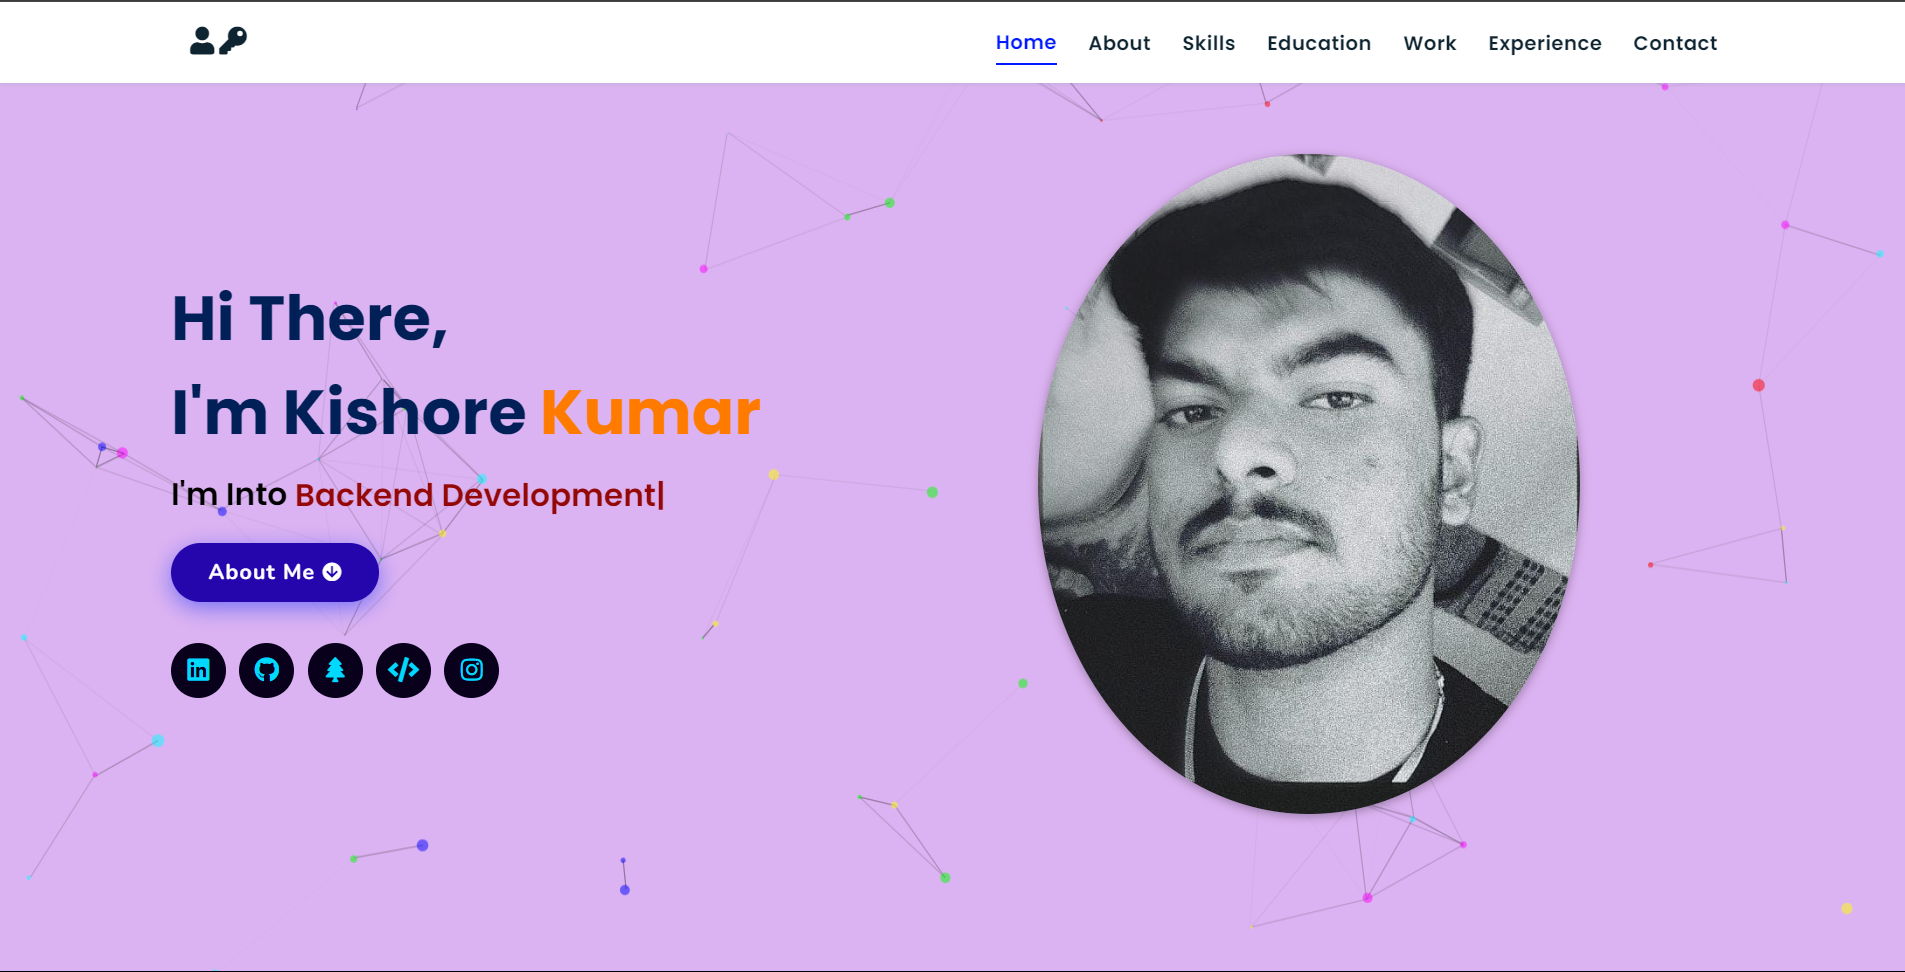 Home About Skills Education Work Experience Contact
Hi There,
I'm Kishore Kumar
I'm Into Backend Development|
About Me